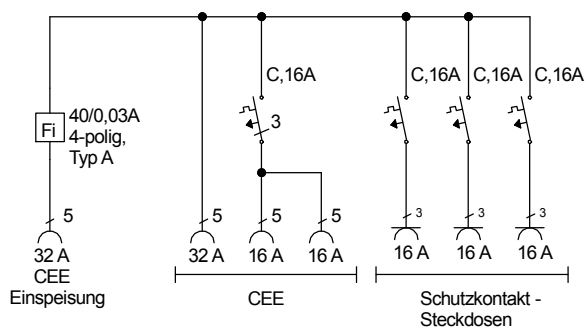 C,16A
C,16A
C,16A
C,16A
Fi
40/0,03A
4-polig,
Typ A
3
5
5
5
5
3
3
3
32 A
32 A
16 A
16 A
16 A
16 A
16 A
CEE
Einspeisung
CEE
Schutzkontakt -
Steckdosen